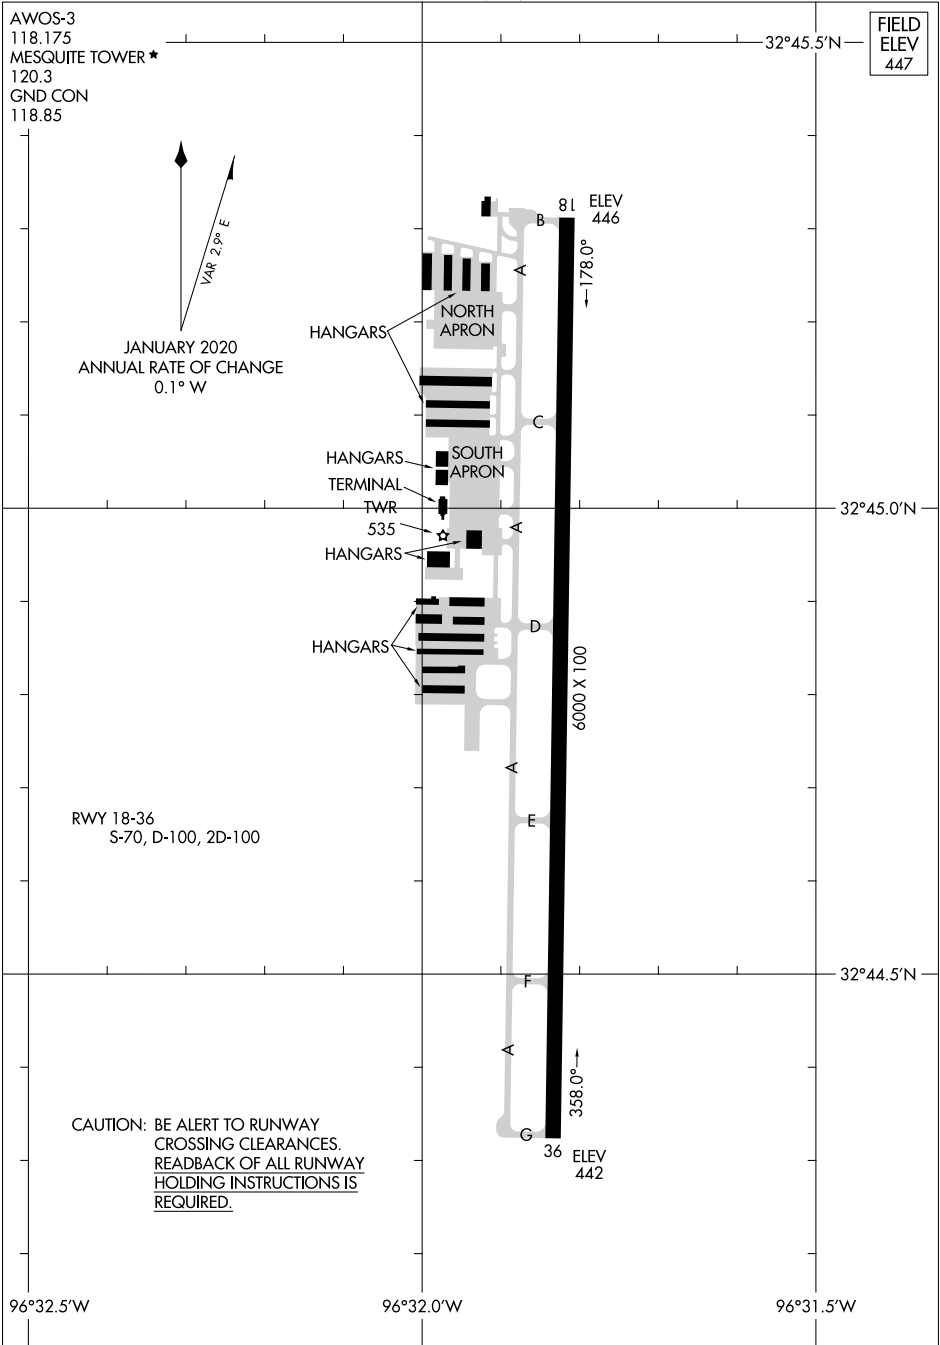 AWOS-3
118.175
MESQUITE TOWER ★
120.3
GND CON
118.85
32°45.5'N
FIELD
ELEV
447
VAR 2.9° E
JANUARY 2020
ANNUAL RATE OF CHANGE
0.1° W
18
ELEV
446
B
178.0°
A
NORTH
APRON
HANGARS
C
HANGARS
SOUTH
APRON
TERMINAL
TWR
535
A
32°45.0'N
HANGARS
D
HANGARS
6000 X 100
A
RWY 18-36
S-70, D-100, 2D-100
E
F
32°44.5'N
A
358.0°
CAUTION: BE ALERT TO RUNWAY
CROSSING CLEARANCES.
READBACK OF ALL RUNWAY
HOLDING INSTRUCTIONS IS
REQUIRED.
G
36
ELEV
442
96°32.5'W
96°32.0'W
96°31.5'W